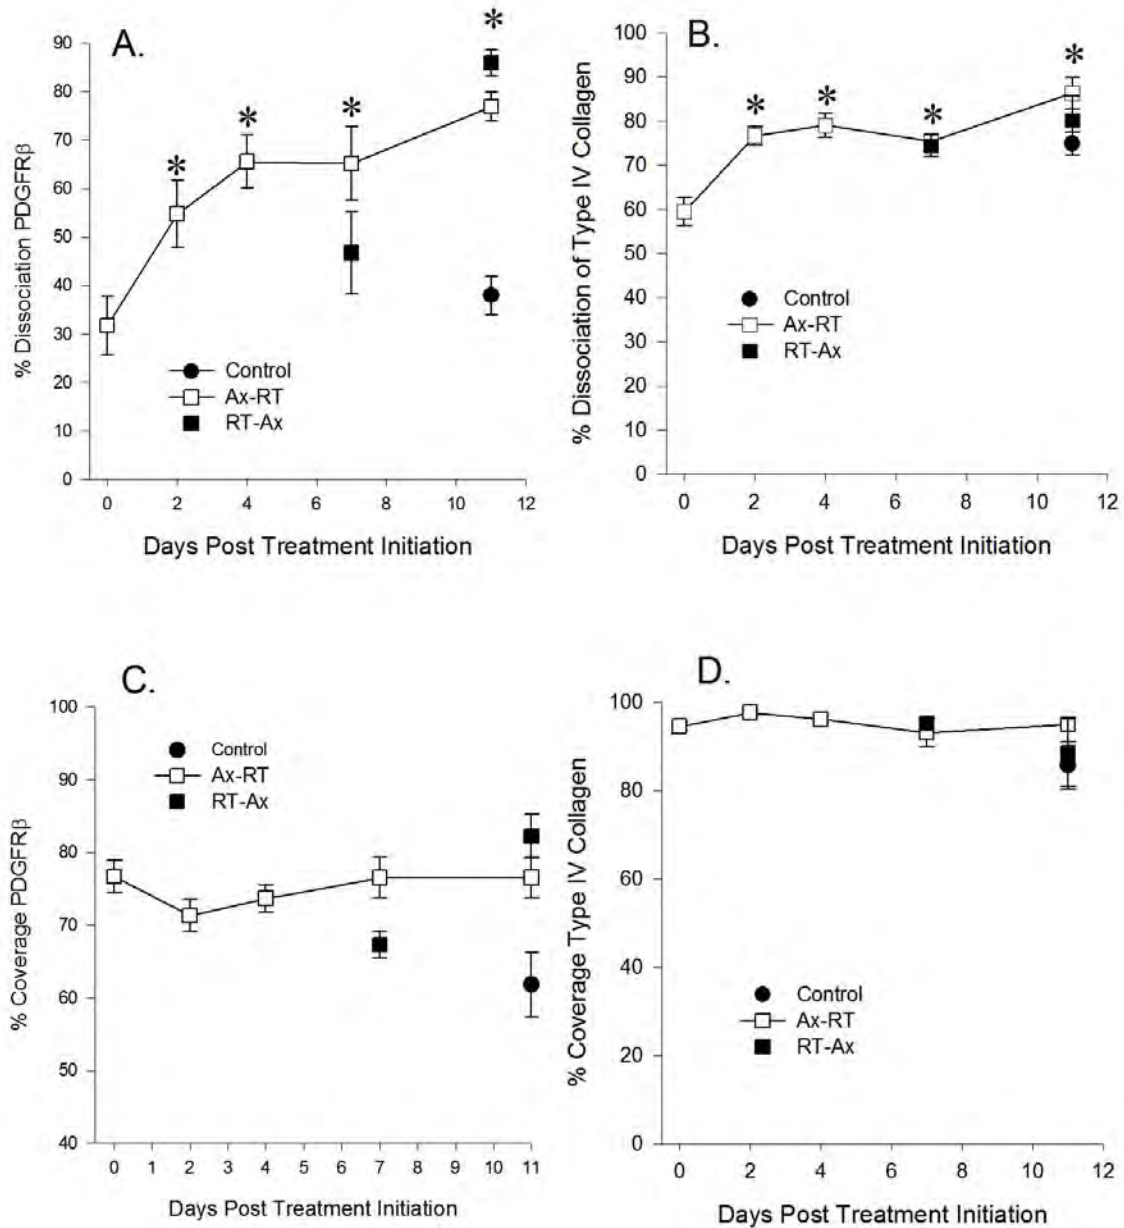 A.
*
*
*
*
90
80
70
60
50
40
30
20
10
0
% Dissociation PDGFRβ
Control
Ax-RT
RT-Ax
0 2 4 6 8 10 12
Days Post Treatment Initiation
B.
*
*
*
*
100
90
80
70
60
50
40
30
20
10
0
% Dissociation of Type IV Collagen
Control
Ax-RT
RT-Ax
0 2 4 6 8 10 12
Days Post Treatment Initiation
C.
100
90
80
70
60
50
40
% Coverage PDGFRβ
Control
Ax-RT
RT-Ax
0 1 2 3 4 5 6 7 8 9 10 11
Days Post Treatment Initiation
D.
100
80
60
40
20
0
% Coverage Type IV Collagen
Control
Ax-RT
RT-Ax
0 2 4 6 8 10 12
Days Post Treatment Initiation